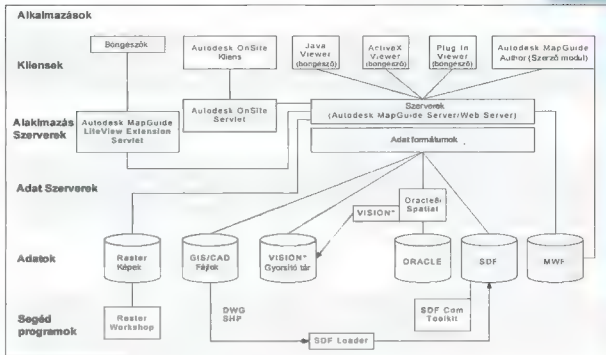 Alkalmazások
Böngészők
Autodesk OnSite
Kliens
Java
Viewer
(böngésző)
ActiveX
Viewer
(böngésző)
Plug In
Viewer
(böngésző)
Autodesk MapGuide
Author (Szerző modul)
Kliensek
Alaklmazás
Szerverek
Autodesk MapGuide
LiteView Extension
Servlet
Autodesk OnSite
Servlet
Szerverek
(Autodesk MapGuide Server/Web Server)
Adat formátumok
Adat Szerverek
VISION*
Oracle8i
Spatial
Adatok
Raster
Képek
GIS/CAD
Fájlok
VISION*
Gyorsító tár
ORACLE
SDF
MWF
Segéd
programok
Raster
Workshop
DWG
SHP
SDF Loader
SDF Com
Toolkit